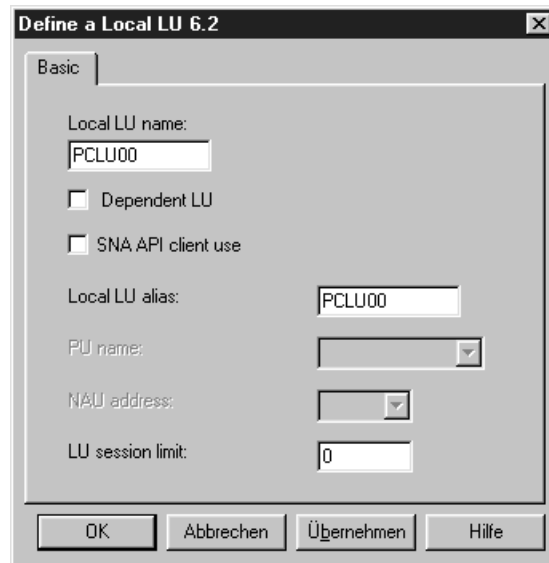 Define a Local LU 6.2
Basic
Local LU name:
PCLU00
Dependent LU
SNA API client use
Local LU alias: PCLU00
PU name:
NAU address:
LU session limit: 0
OK Abbrechen Übernehmen Hilfe